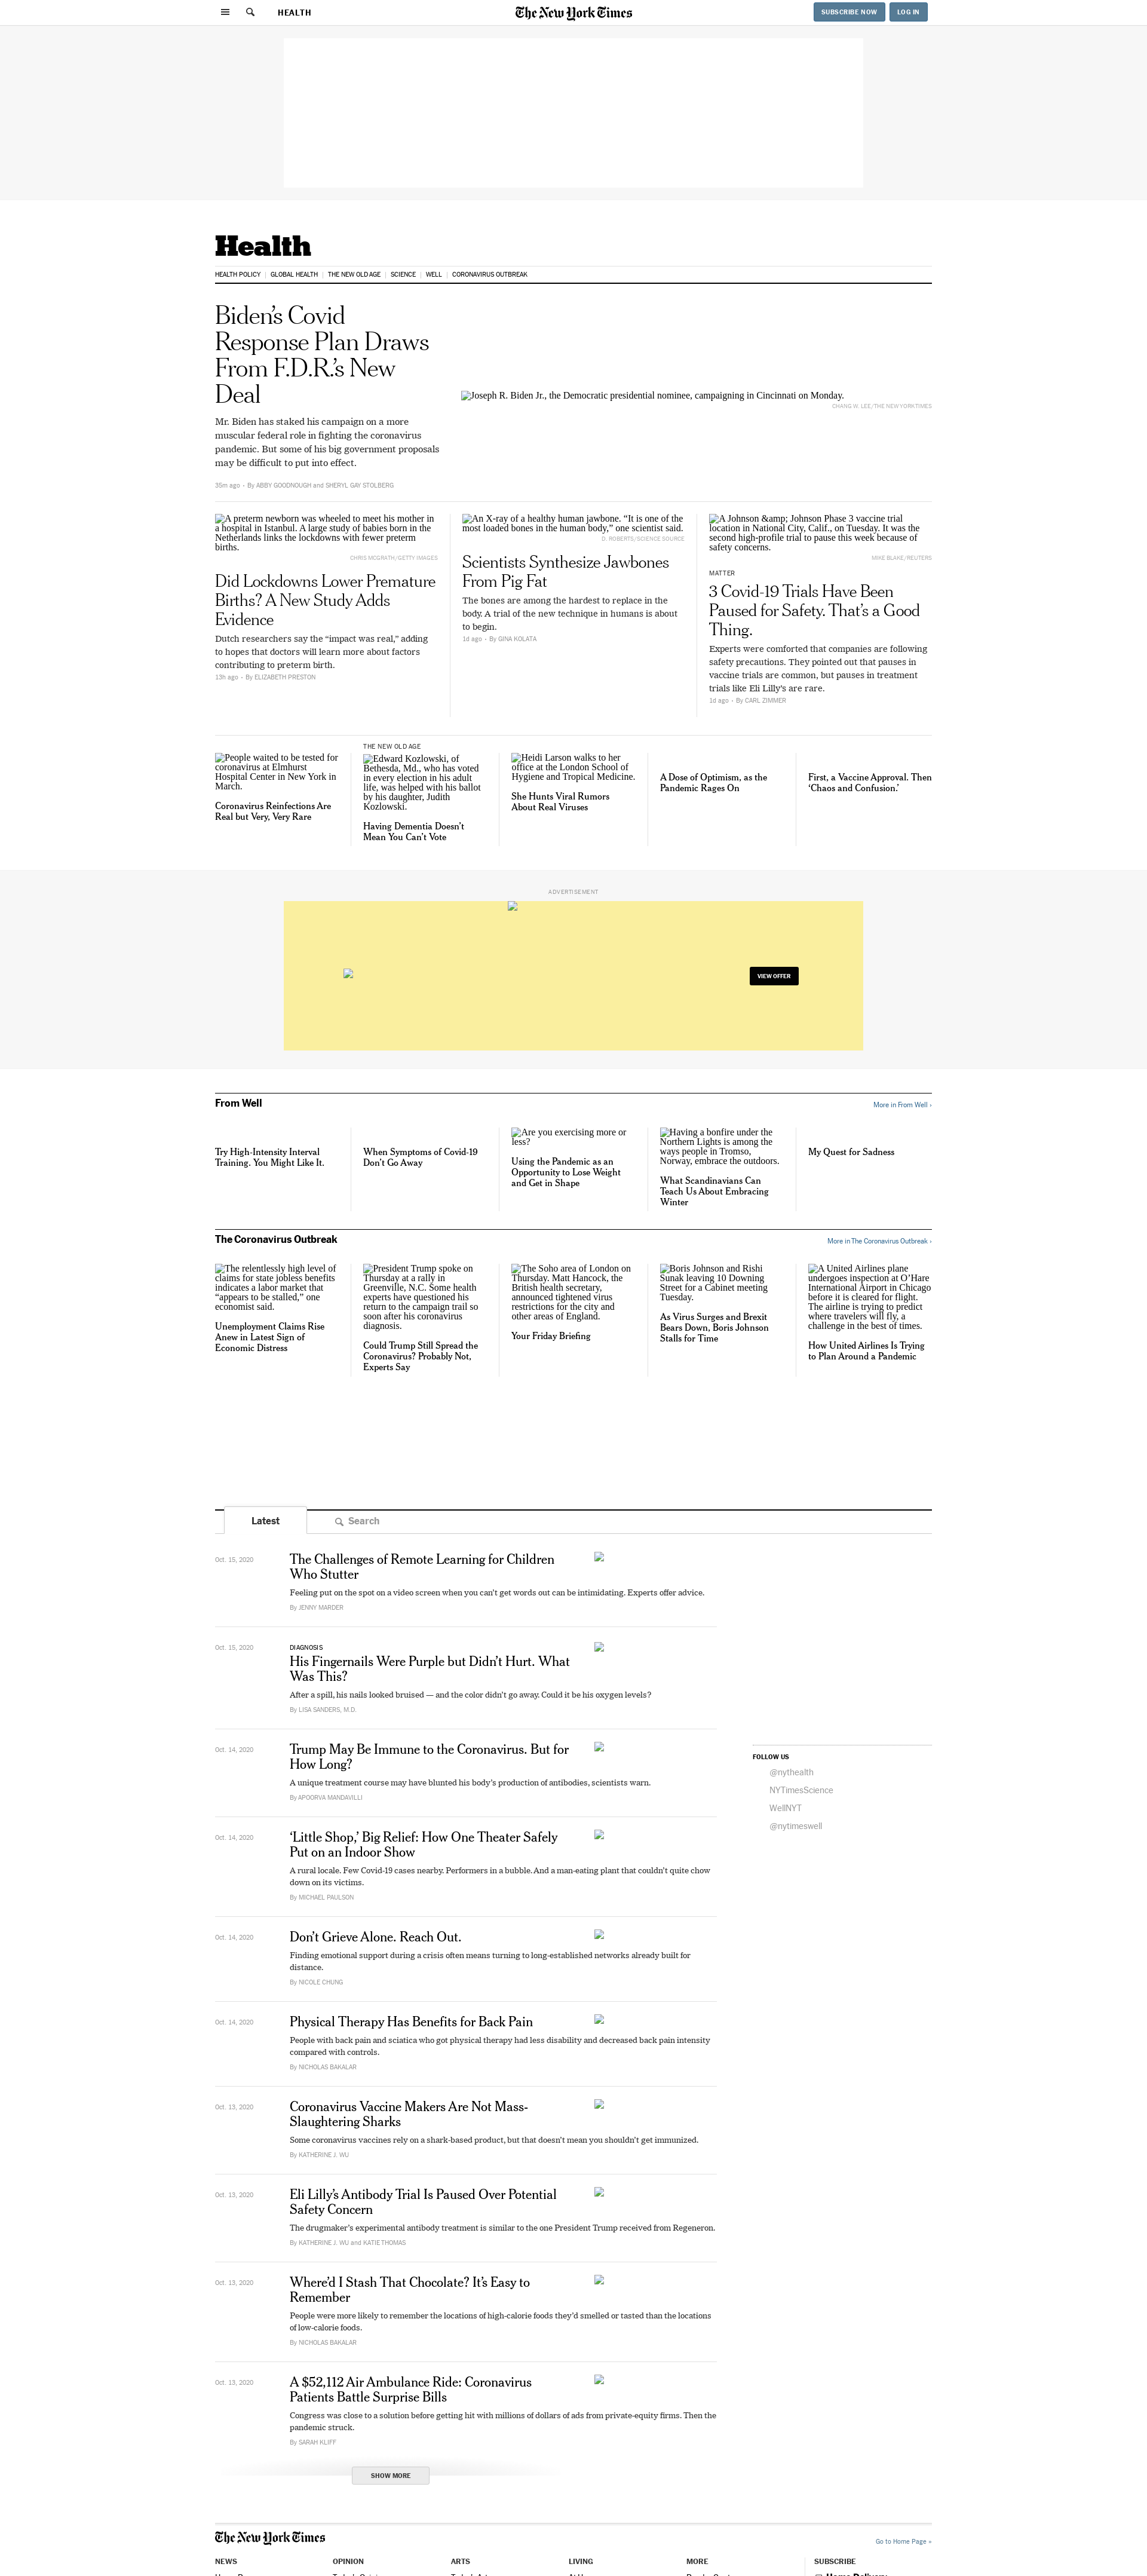 HEALTH
The New York Times
SUBSCRIBE NOW
LOG IN
Health
HEALTH POLICY
GLOBAL HEALTH
THE NEW OLD AGE
SCIENCE
WELL
CORONAVIRUS OUTBREAK
Biden’s Covid
Response Plan Draws
From F.D.R.’s New
Deal
Mr. Biden has staked his campaign on a more
muscular federal role in fighting the coronavirus
pandemic. But some of his big government proposals
may be difficult to put into effect.
35m ago - By ABBY GOODNOUGH and SHERYL GAY STOLBERG
Joseph R. Biden Jr., the Democratic presidential nominee, campaigning in Cincinnati on Monday.
CHANG W. LEE/THE NEW YORK TIMES
A preterm newborn was wheeled to meet his mother in
a hospital in Istanbul. A large study of babies born in the
Netherlands links the lockdowns with fewer preterm
births.
CHRIS MCGRATH/GETTY IMAGES
Did Lockdowns Lower Premature
Births? A New Study Adds
Evidence
Dutch researchers say the “impact was real,” adding
to hopes that doctors will learn more about factors
contributing to preterm birth.
13h ago - By ELIZABETH PRESTON
An X-ray of a healthy human jawbone. “It is one of the
most loaded bones in the human body,” one scientist said.
D. ROBERTS/SCIENCE SOURCE
Scientists Synthesize Jawbones
From Pig Fat
The bones are among the hardest to replace in the
body. A trial of the new technique in humans is about
to begin.
1d ago - By GINA KOLATA
A Johnson &amp; Johnson Phase 3 vaccine trial
location in National City, Calif., on Tuesday. It was the
second high-profile trial to pause this week because of
safety concerns.
MIKE BLAKE/REUTERS
MATTER
3 Covid-19 Trials Have Been
Paused for Safety. That’s a Good
Thing.
Experts were comforted that companies are following
safety precautions. They pointed out that pauses in
vaccine trials are common, but pauses in treatment
trials like Eli Lilly’s are rare.
1d ago - By CARL ZIMMER
People waited to be tested for
coronavirus at Elmhurst
Hospital Center in New York in
March.
Coronavirus Reinfections Are
Real but Very, Very Rare
THE NEW OLD AGE
Edward Kozlowski, of
Bethesda, Md., who has voted
in every election in his adult
life, was helped with his ballot
by his daughter, Judith
Kozlowski.
Having Dementia Doesn’t
Mean You Can’t Vote
Heidi Larson walks to her
office at the London School of
Hygiene and Tropical Medicine.
She Hunts Viral Rumors
About Real Viruses
A Dose of Optimism, as the
Pandemic Rages On
First, a Vaccine Approval. Then
‘Chaos and Confusion.’
ADVERTISEMENT
VIEW OFFER
From Well
More in From Well ›
Try High-Intensity Interval
Training. You Might Like It.
When Symptoms of Covid-19
Don’t Go Away
Are you exercising more or
less?
Using the Pandemic as an
Opportunity to Lose Weight
and Get in Shape
Having a bonfire under the
Northern Lights is among the
ways people in Tromso,
Norway, embrace the outdoors.
What Scandinavians Can
Teach Us About Embracing
Winter
My Quest for Sadness
The Coronavirus Outbreak
More in The Coronavirus Outbreak ›
The relentlessly high level of
claims for state jobless benefits
indicates a labor market that
“appears to be stalled,” one
economist said.
Unemployment Claims Rise
Anew in Latest Sign of
Economic Distress
President Trump spoke on
Thursday at a rally in
Greenville, N.C. Some health
experts have questioned his
return to the campaign trail so
soon after his coronavirus
diagnosis.
Could Trump Still Spread the
Coronavirus? Probably Not,
Experts Say
The Soho area of London on
Thursday. Matt Hancock, the
British health secretary,
announced tightened virus
restrictions for the city and
other areas of England.
Your Friday Briefing
Boris Johnson and Rishi
Sunak leaving 10 Downing
Street for a Cabinet meeting
Tuesday.
As Virus Surges and Brexit
Bears Down, Boris Johnson
Stalls for Time
A United Airlines plane
undergoes inspection at O’Hare
International Airport in Chicago
before it is cleared for flight.
The airline is trying to predict
where travelers will fly, a
challenge in the best of times.
How United Airlines Is Trying
to Plan Around a Pandemic
Latest
Search
Oct. 15, 2020
The Challenges of Remote Learning for Children
Who Stutter
Feeling put on the spot on a video screen when you can’t get words out can be intimidating. Experts offer advice.
By JENNY MARDER
Oct. 15, 2020
DIAGNOSIS
His Fingernails Were Purple but Didn’t Hurt. What
Was This?
After a spill, his nails looked bruised — and the color didn’t go away. Could it be his oxygen levels?
By LISA SANDERS, M.D.
Oct. 14, 2020
Trump May Be Immune to the Coronavirus. But for
How Long?
A unique treatment course may have blunted his body’s production of antibodies, scientists warn.
By APOORVA MANDAVILLI
FOLLOW US
@nythealth
NYTimesScience
WellNYT
@nytimeswell
Oct. 14, 2020
‘Little Shop,’ Big Relief: How One Theater Safely
Put on an Indoor Show
A rural locale. Few Covid-19 cases nearby. Performers in a bubble. And a man-eating plant that couldn’t quite chow
down on its victims.
By MICHAEL PAULSON
Oct. 14, 2020
Don’t Grieve Alone. Reach Out.
Finding emotional support during a crisis often means turning to long-established networks already built for
distance.
By NICOLE CHUNG
Oct. 14, 2020
Physical Therapy Has Benefits for Back Pain
People with back pain and sciatica who got physical therapy had less disability and decreased back pain intensity
compared with controls.
By NICHOLAS BAKALAR
Oct. 13, 2020
Coronavirus Vaccine Makers Are Not Mass-
Slaughtering Sharks
Some coronavirus vaccines rely on a shark-based product, but that doesn’t mean you shouldn’t get immunized.
By KATHERINE J. WU
Oct. 13, 2020
Eli Lilly’s Antibody Trial Is Paused Over Potential
Safety Concern
The drugmaker’s experimental antibody treatment is similar to the one President Trump received from Regeneron.
By KATHERINE J. WU and KATIE THOMAS
Oct. 13, 2020
Where’d I Stash That Chocolate? It’s Easy to
Remember
People were more likely to remember the locations of high-calorie foods they’d smelled or tasted than the locations
of low-calorie foods.
By NICHOLAS BAKALAR
Oct. 13, 2020
A $52,112 Air Ambulance Ride: Coronavirus
Patients Battle Surprise Bills
Congress was close to a solution before getting hit with millions of dollars of ads from private-equity firms. Then the
pandemic struck.
By SARAH KLIFF
SHOW MORE
The New York Times
Go to Home Page »
NEWS
OPINION
ARTS
LIVING
MORE
SUBSCRIBE